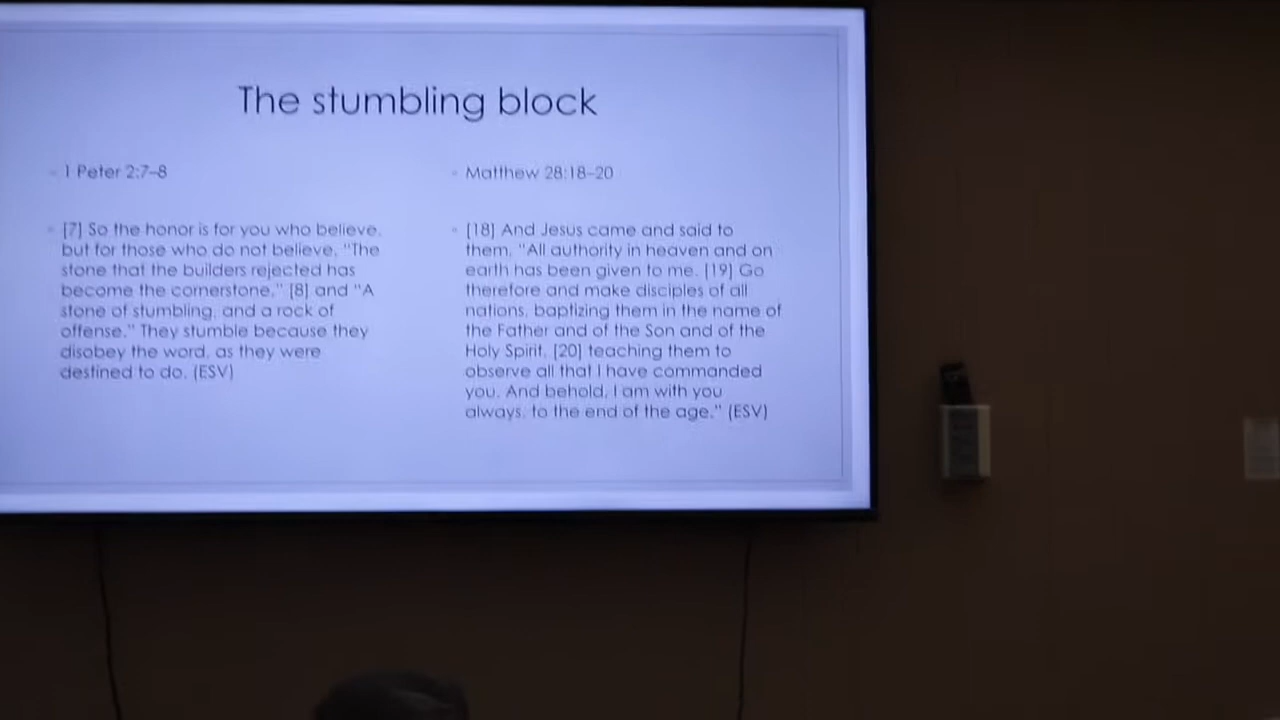 The stumbling block
1 Peter 2:7–8
[7] So the honor is for you who believe,
but for those who do not believe, “The
stone that the builders rejected has
become the cornerstone,” [8] and “A
stone of stumbling, and a rock of
offense.” They stumble because they
disobey the word, as they were
destined to do. (ESV)
Matthew 28:18–20
[18] And Jesus came and said to
them, “All authority in heaven and on
earth has been given to me. [19] Go
therefore and make disciples of all
nations, baptizing them in the name of
the Father and of the Son and of the
Holy Spirit, [20] teaching them to
observe all that I have commanded
you. And behold, I am with you
always, to the end of the age.” (ESV)